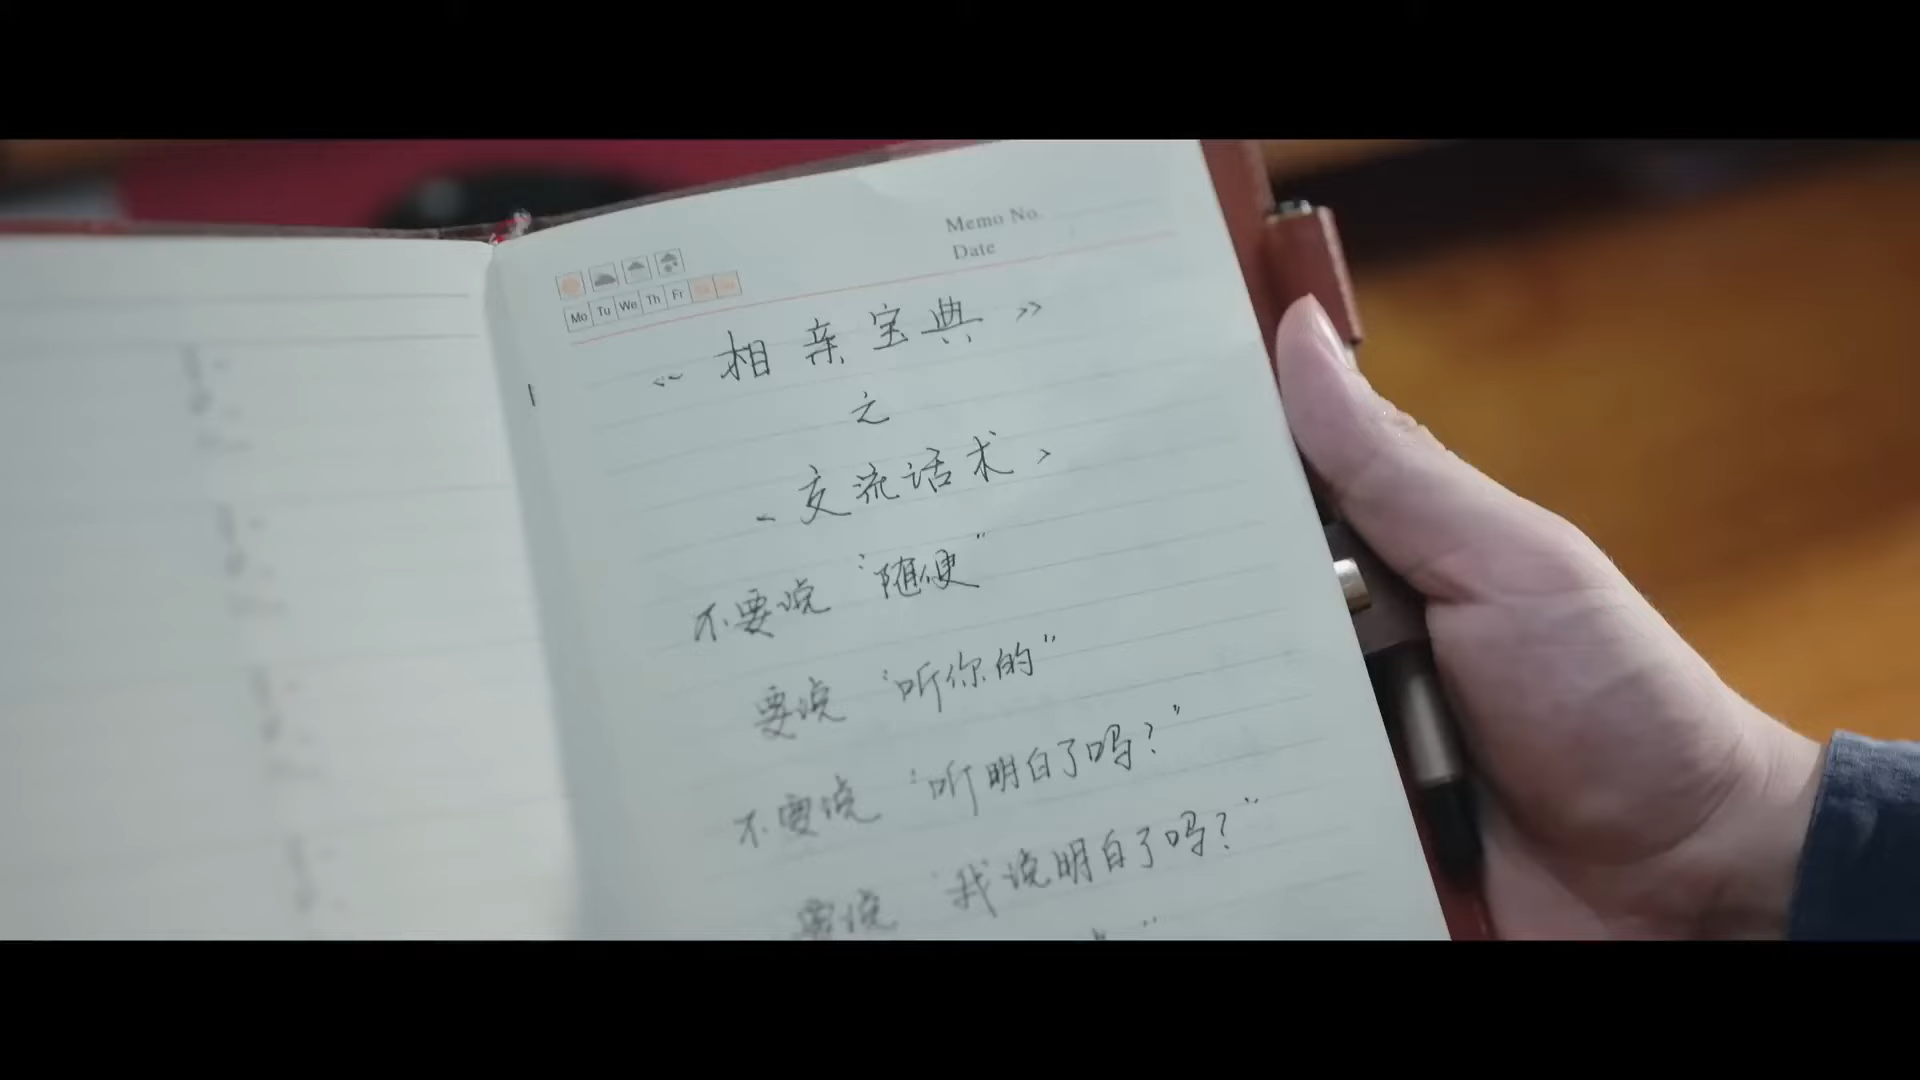 Memo No.
Date
Mo Tu We Th Fr
《相亲宝典》
之
<交流话术>
不要说“随便”
要说“听你的”
不要说“听明白了吗？”
要说“我说明白了吗？”